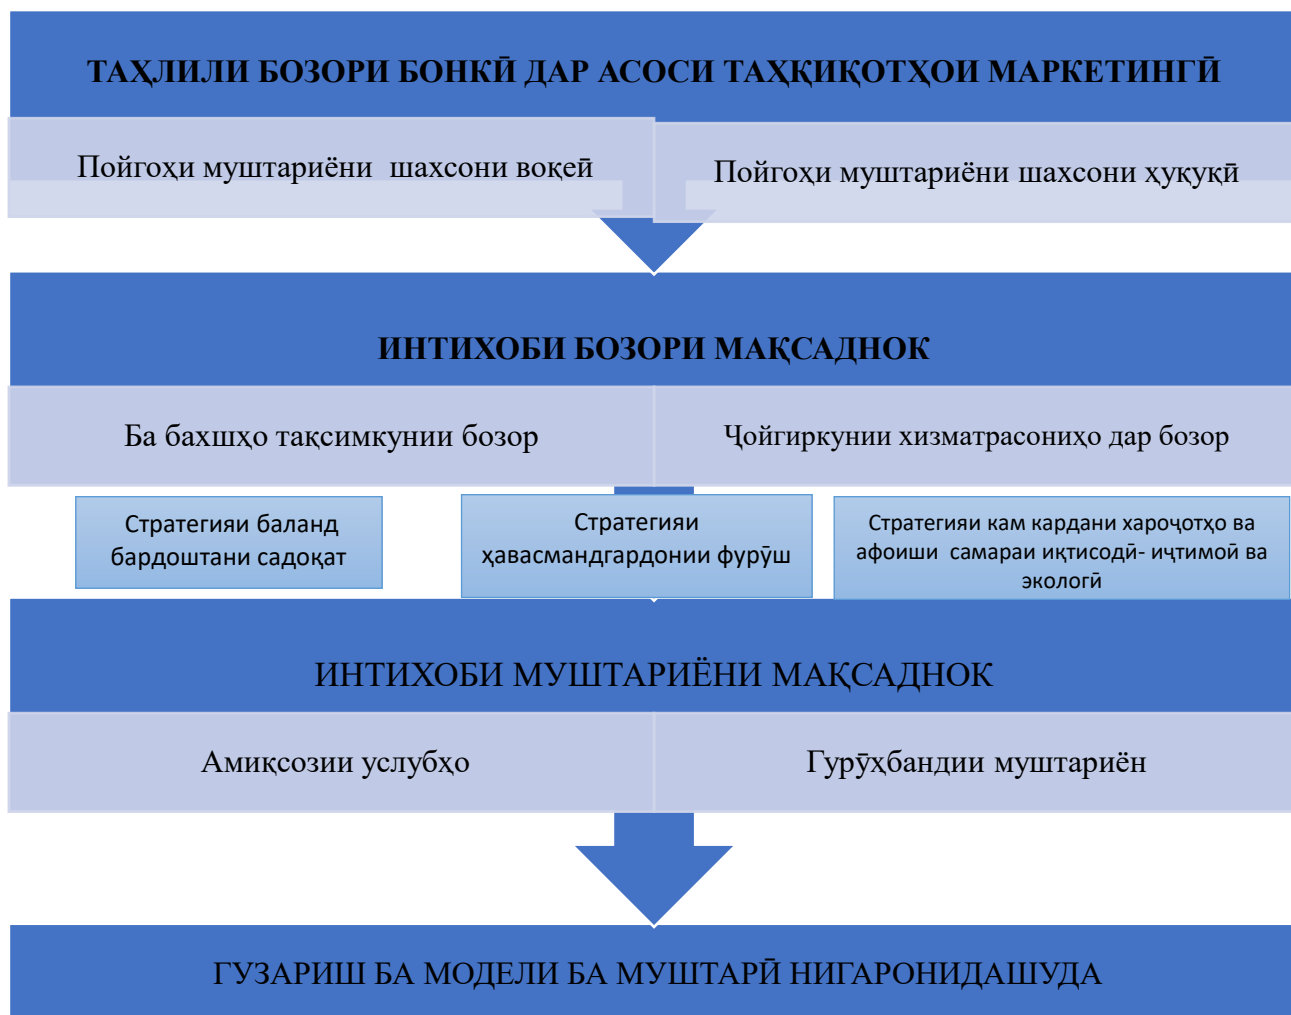 ТАҲЛИЛИ БОЗОРИ БОНКӢ ДАР АСОСИ ТАҲҚИҚОТҲОИ МАРКЕТИНГӢ
Пойгоҳи муштариёни шахсони воқеӣ
Пойгоҳи муштариёни шахсони ҳуқуқӣ
ИНТИХОБИ БОЗОРИ МАҚСАДНОК
Ба бахшҳо тақсимкунии бозор
Ҷойгиркунии хизматрасониҳо дар бозор
Стратегияи баланд
бардоштани садоқат
Стратегияи
ҳавасмандгардонии фурӯш
Стратегияи кам кардани хароҷотҳо ва
афоиши самараи иқтисодӣ- иҷтимоӣ ва
экологӣ
ИНТИХОБИ МУШТАРИЁНИ МАҚСАДНОК
Амиқсозии услубҳо
Гурӯҳбандии муштариён
ГУЗАРИШ БА МОДЕЛИ БА МУШТАРӢ НИГАРОНИДАШУДА